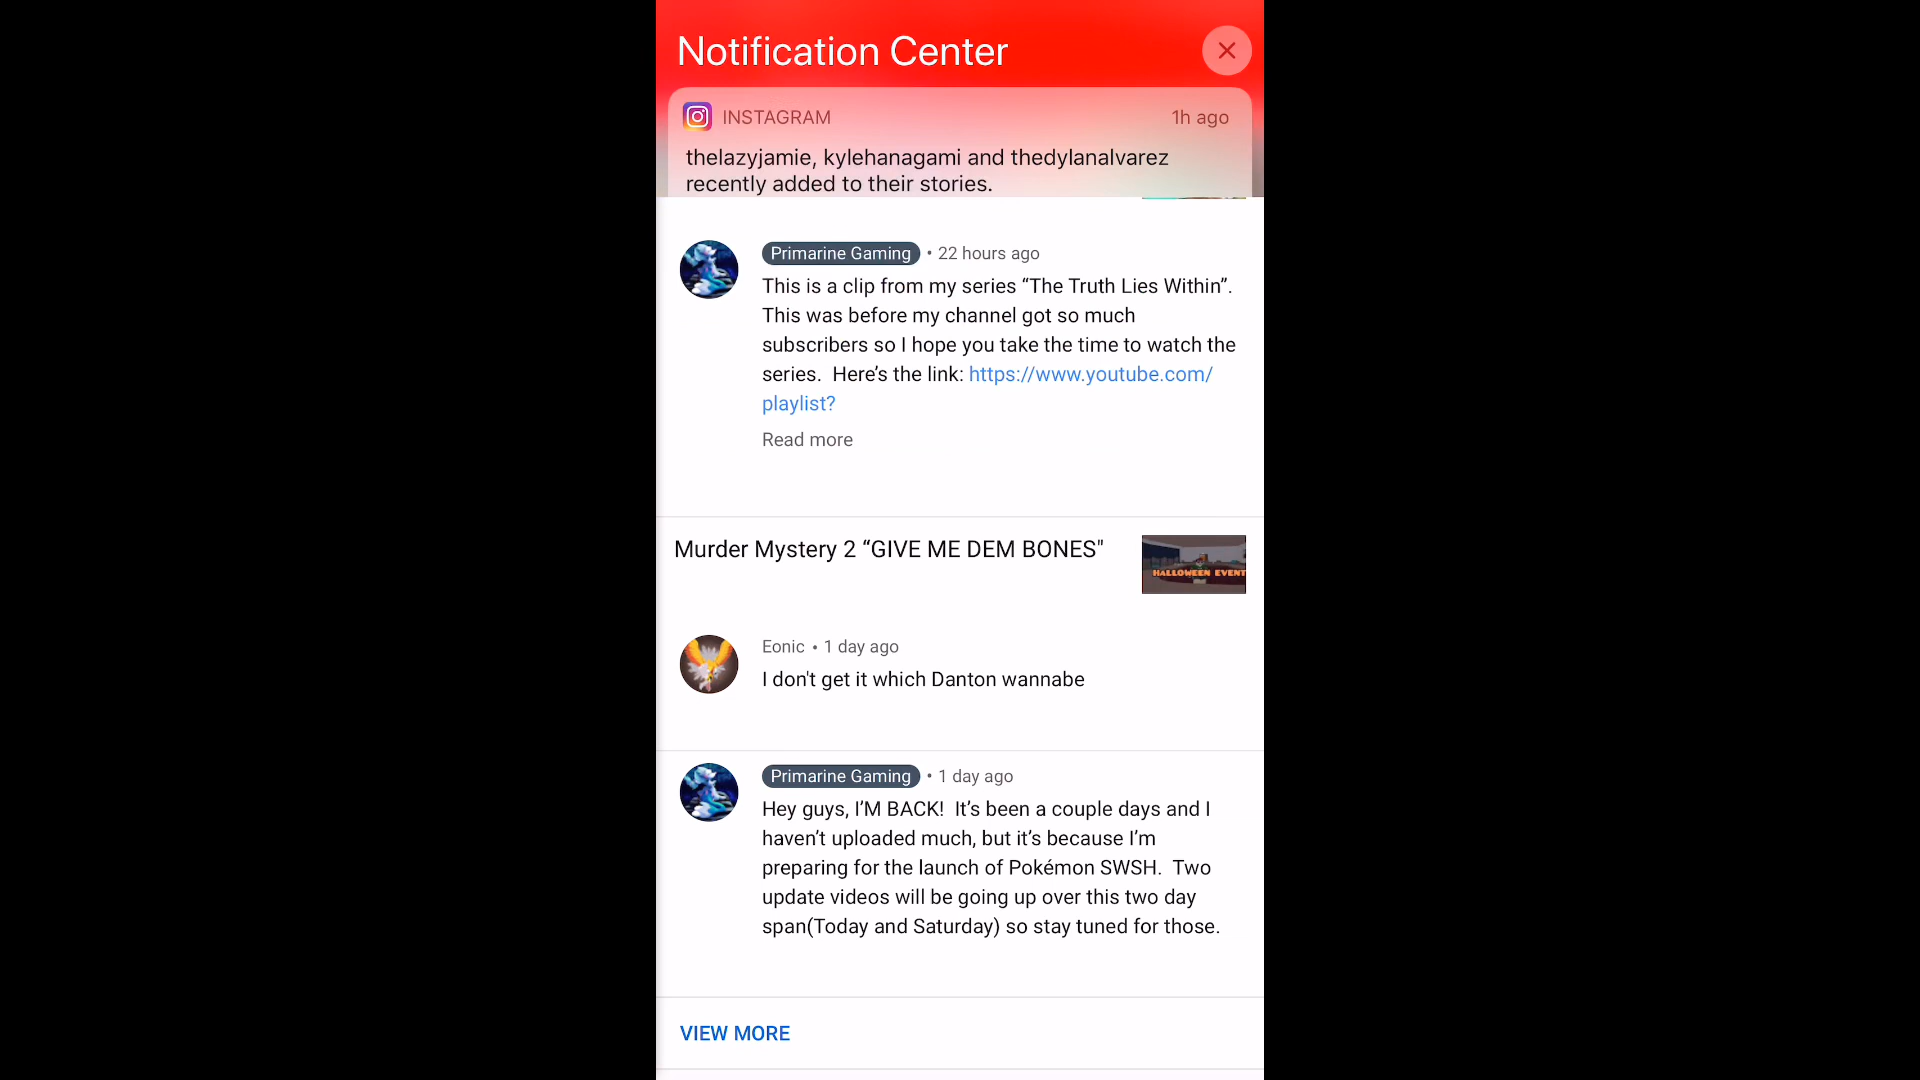 Notification Center
INSTAGRAM
1h ago
thelazyjamie, kylehanagami and thedylanalvarez
recently added to their stories.
Primarine Gaming • 22 hours ago
This is a clip from my series “The Truth Lies Within”.
This was before my channel got so much
subscribers so I hope you take the time to watch the
series.  Here’s the link: https://www.youtube.com/
playlist?
Read more
Murder Mystery 2 “GIVE ME DEM BONES"
HALLOWEEN EVENT
Eonic • 1 day ago
I don't get it which Danton wannabe
Primarine Gaming • 1 day ago
Hey guys, I’M BACK!  It’s been a couple days and I
haven’t uploaded much, but it’s because I’m
preparing for the launch of Pokémon SWSH.  Two
update videos will be going up over this two day
span(Today and Saturday) so stay tuned for those.
VIEW MORE